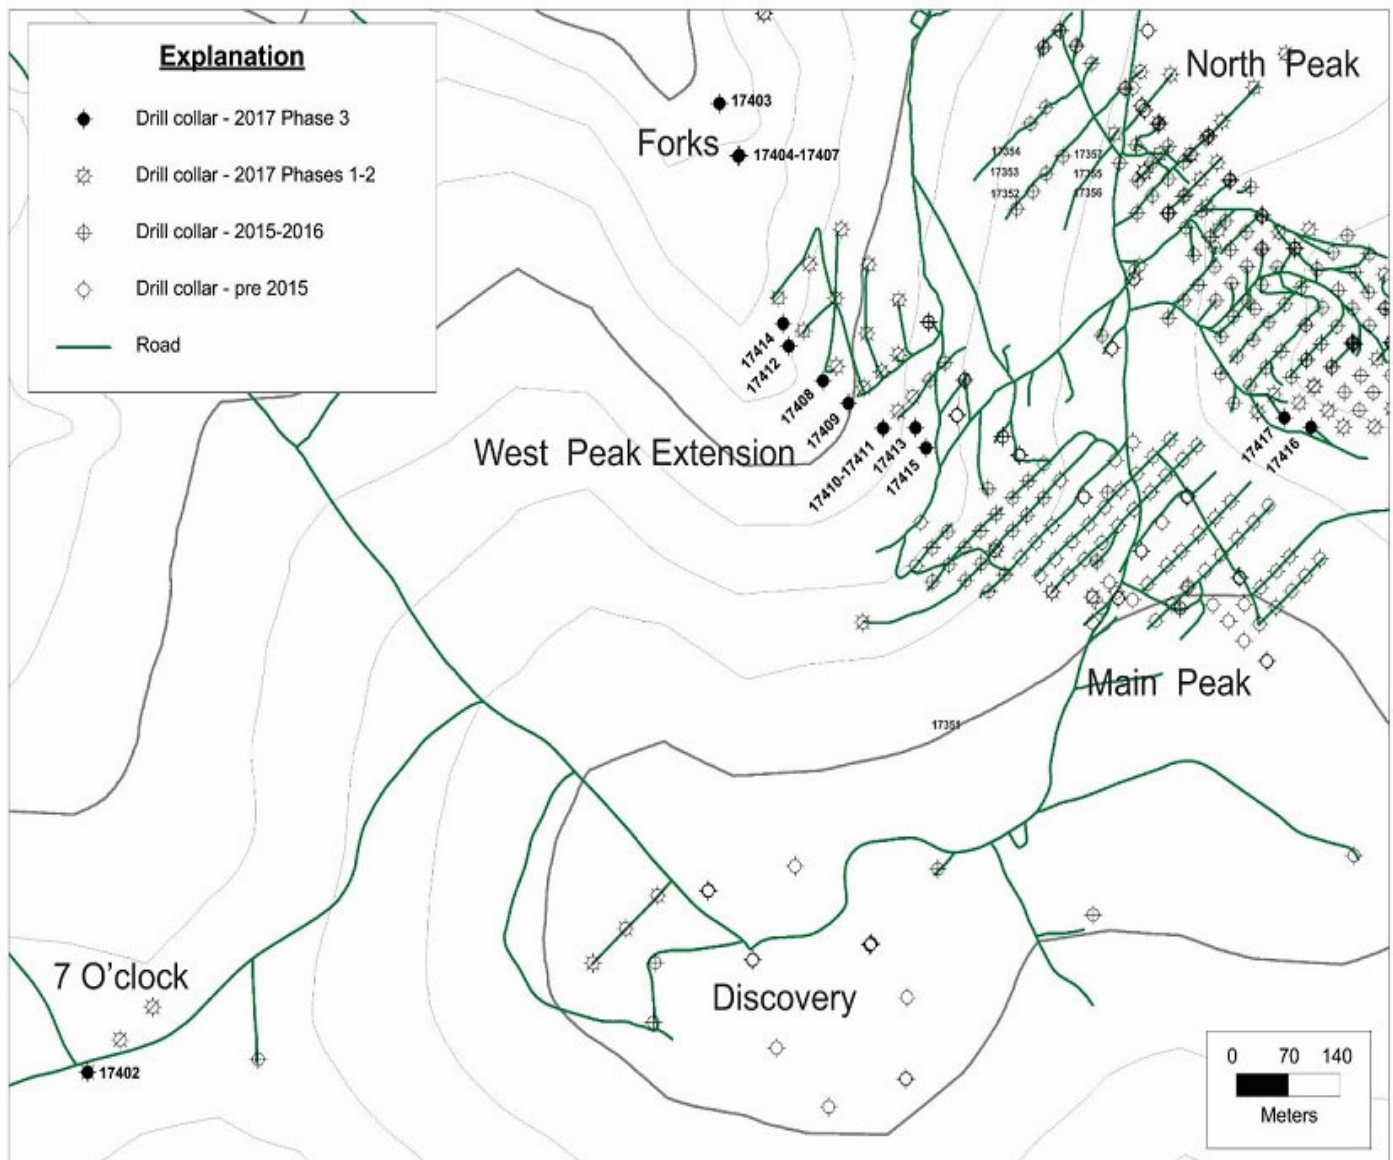 Explanation
Drill collar - 2017 Phase 3
Drill collar - 2017 Phases 1-2
Drill collar - 2015-2016
Drill collar - pre 2015
Road
North Peak
17403
Forks
17404-17407
17354
17353
17352
17357
17355
17356
17414
17412
17408
17409
17410-17411
17413
17415
17417
17416
West Peak Extension
Main Peak
17351
7 O'clock
17402
Discovery
0 70 140
Meters